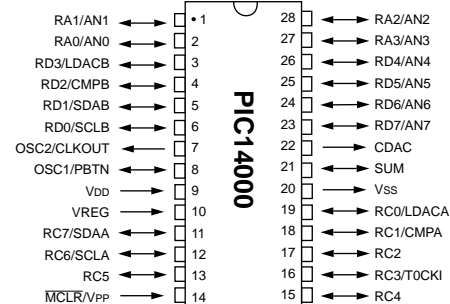 RA1/AN1 • 1 28 RA2/AN2
RA0/AN0 2 27 RA3/AN3
RD3/LDACB 3 26 RD4/AN4
RD2/CMPB 4 25 RD5/AN5
RD1/SDAB 5 24 RD6/AN6
RD0/SCLB 6 23 RD7/AN7
OSC2/CLKOUT 7 22 CDAC
OSC1/PBTN 8 21 SUM
VDD 9 20 VSS
VREG 10 19 RC0/LDACA
RC7/SDAA 11 18 RC1/CMPA
RC6/SCLA 12 17 RC2
RC5 13 16 RC3/T0CKI
MCLR/VPP 14 15 RC4
PIC14000